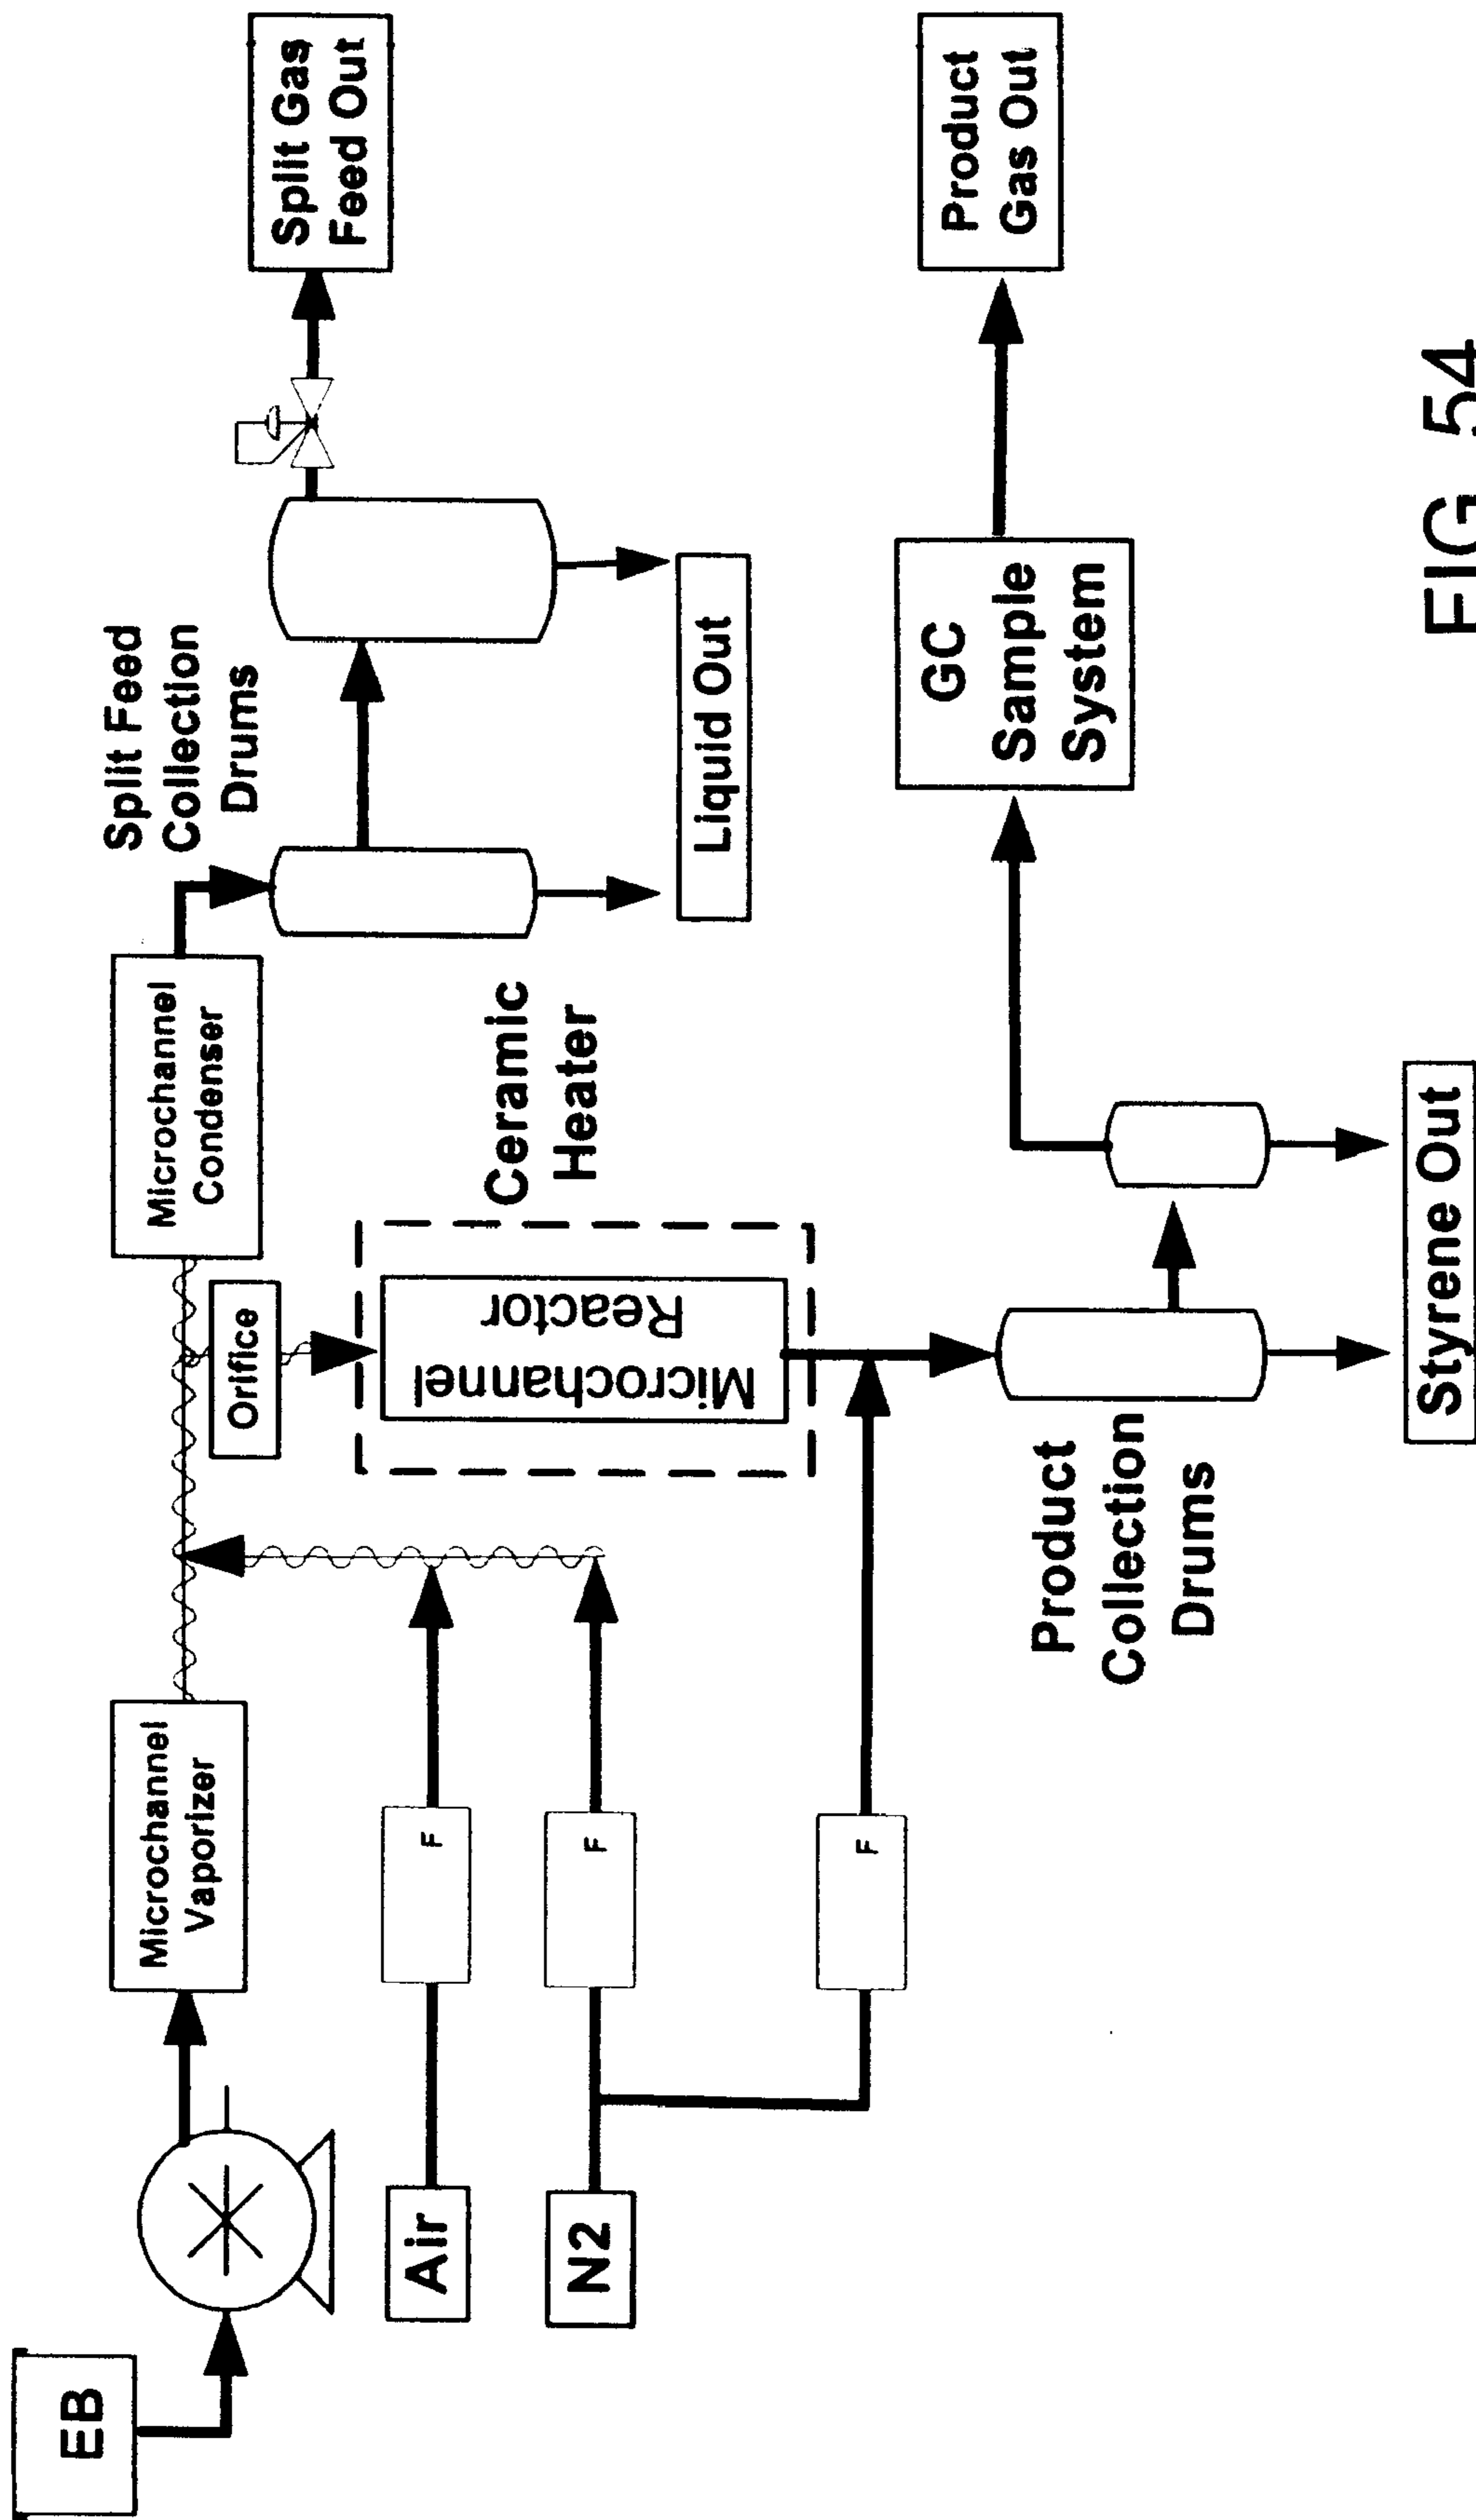 EB
Microchannel
Vaporizer
Microchannel
Condenser
Split Feed
Collection
Drums
Split Gas
Feed Out
Orifice
Air
F
N2
F
F
Microchannel
Reactor
Ceramic
Heater
Liquid Out
Product
Collection
Drums
GC
Sample
System
Product
Gas Out
Styrene Out
FIG. 54